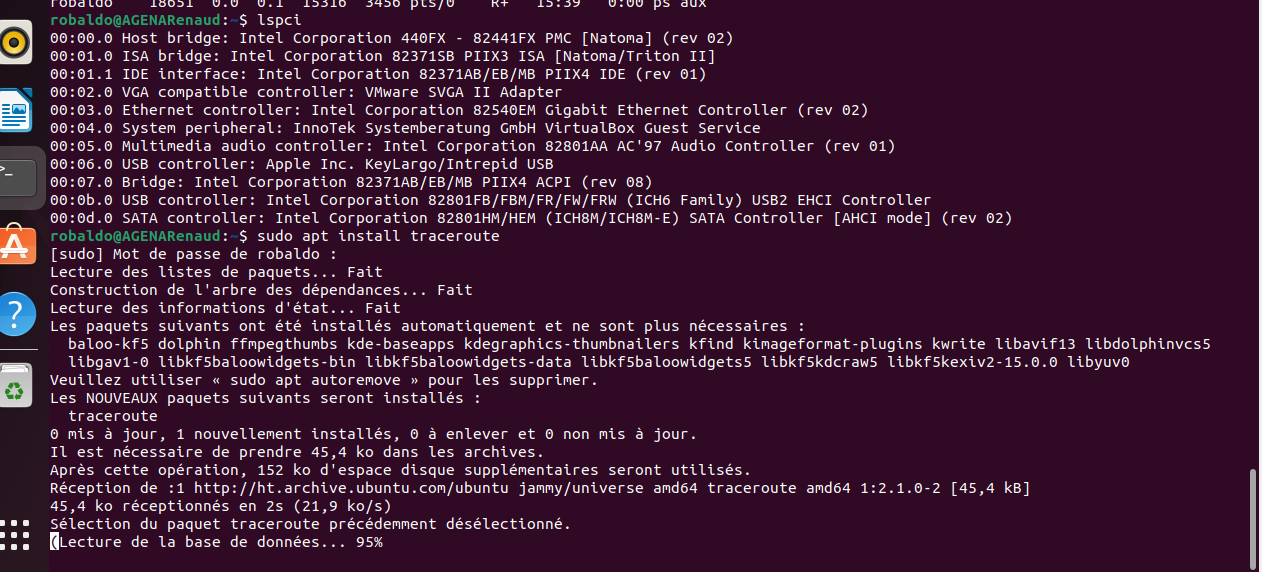 robaldo    18651  0.0  0.1  15316  3456 pts/0    R+   15:39   0:00 ps aux
robaldo@AGENARenaud:~$ lspci
00:00.0 Host bridge: Intel Corporation 440FX - 82441FX PMC [Natoma] (rev 02)
00:01.0 ISA bridge: Intel Corporation 82371SB PIIX3 ISA [Natoma/Triton II]
00:01.1 IDE interface: Intel Corporation 82371AB/EB/MB PIIX4 IDE (rev 01)
00:02.0 VGA compatible controller: VMware SVGA II Adapter
00:03.0 Ethernet controller: Intel Corporation 82540EM Gigabit Ethernet Controller (rev 02)
00:04.0 System peripheral: InnoTek Systemberatung GmbH VirtualBox Guest Service
00:05.0 Multimedia audio controller: Intel Corporation 82801AA AC'97 Audio Controller (rev 01)
00:06.0 USB controller: Apple Inc. KeyLargo/Intrepid USB
00:07.0 Bridge: Intel Corporation 82371AB/EB/MB PIIX4 ACPI (rev 08)
00:0b.0 USB controller: Intel Corporation 82801FB/FBM/FR/FW/FRW (ICH6 Family) USB2 EHCI Controller
00:0d.0 SATA controller: Intel Corporation 82801HM/HEM (ICH8M/ICH8M-E) SATA Controller [AHCI mode] (rev 02)
robaldo@AGENARenaud:~$ sudo apt install traceroute
[sudo] Mot de passe de robaldo :
Lecture des listes de paquets... Fait
Construction de l'arbre des dépendances... Fait
Lecture des informations d'état... Fait
Les paquets suivants ont été installés automatiquement et ne sont plus nécessaires :
  baloo-kf5 dolphin ffmpegthumbs kde-baseapps kdegraphics-thumbnailers kfind kimageformat-plugins kwrite libavif13 libdolphinvcs5
  libgav1-0 libkf5baloowidgets-bin libkf5baloowidgets-data libkf5baloowidgets5 libkf5kdcraw5 libkf5kexiv2-15.0.0 libyuv0
Veuillez utiliser « sudo apt autoremove » pour les supprimer.
Les NOUVEAUX paquets suivants seront installés :
  traceroute
0 mis à jour, 1 nouvellement installés, 0 à enlever et 0 non mis à jour.
Il est nécessaire de prendre 45,4 ko dans les archives.
Après cette opération, 152 ko d'espace disque supplémentaires seront utilisés.
Réception de :1 http://ht.archive.ubuntu.com/ubuntu jammy/universe amd64 traceroute amd64 1:2.1.0-2 [45,4 kB]
45,4 ko réceptionnés en 2s (21,9 ko/s)
Sélection du paquet traceroute précédemment désélectionné.
(Lecture de la base de données... 95%